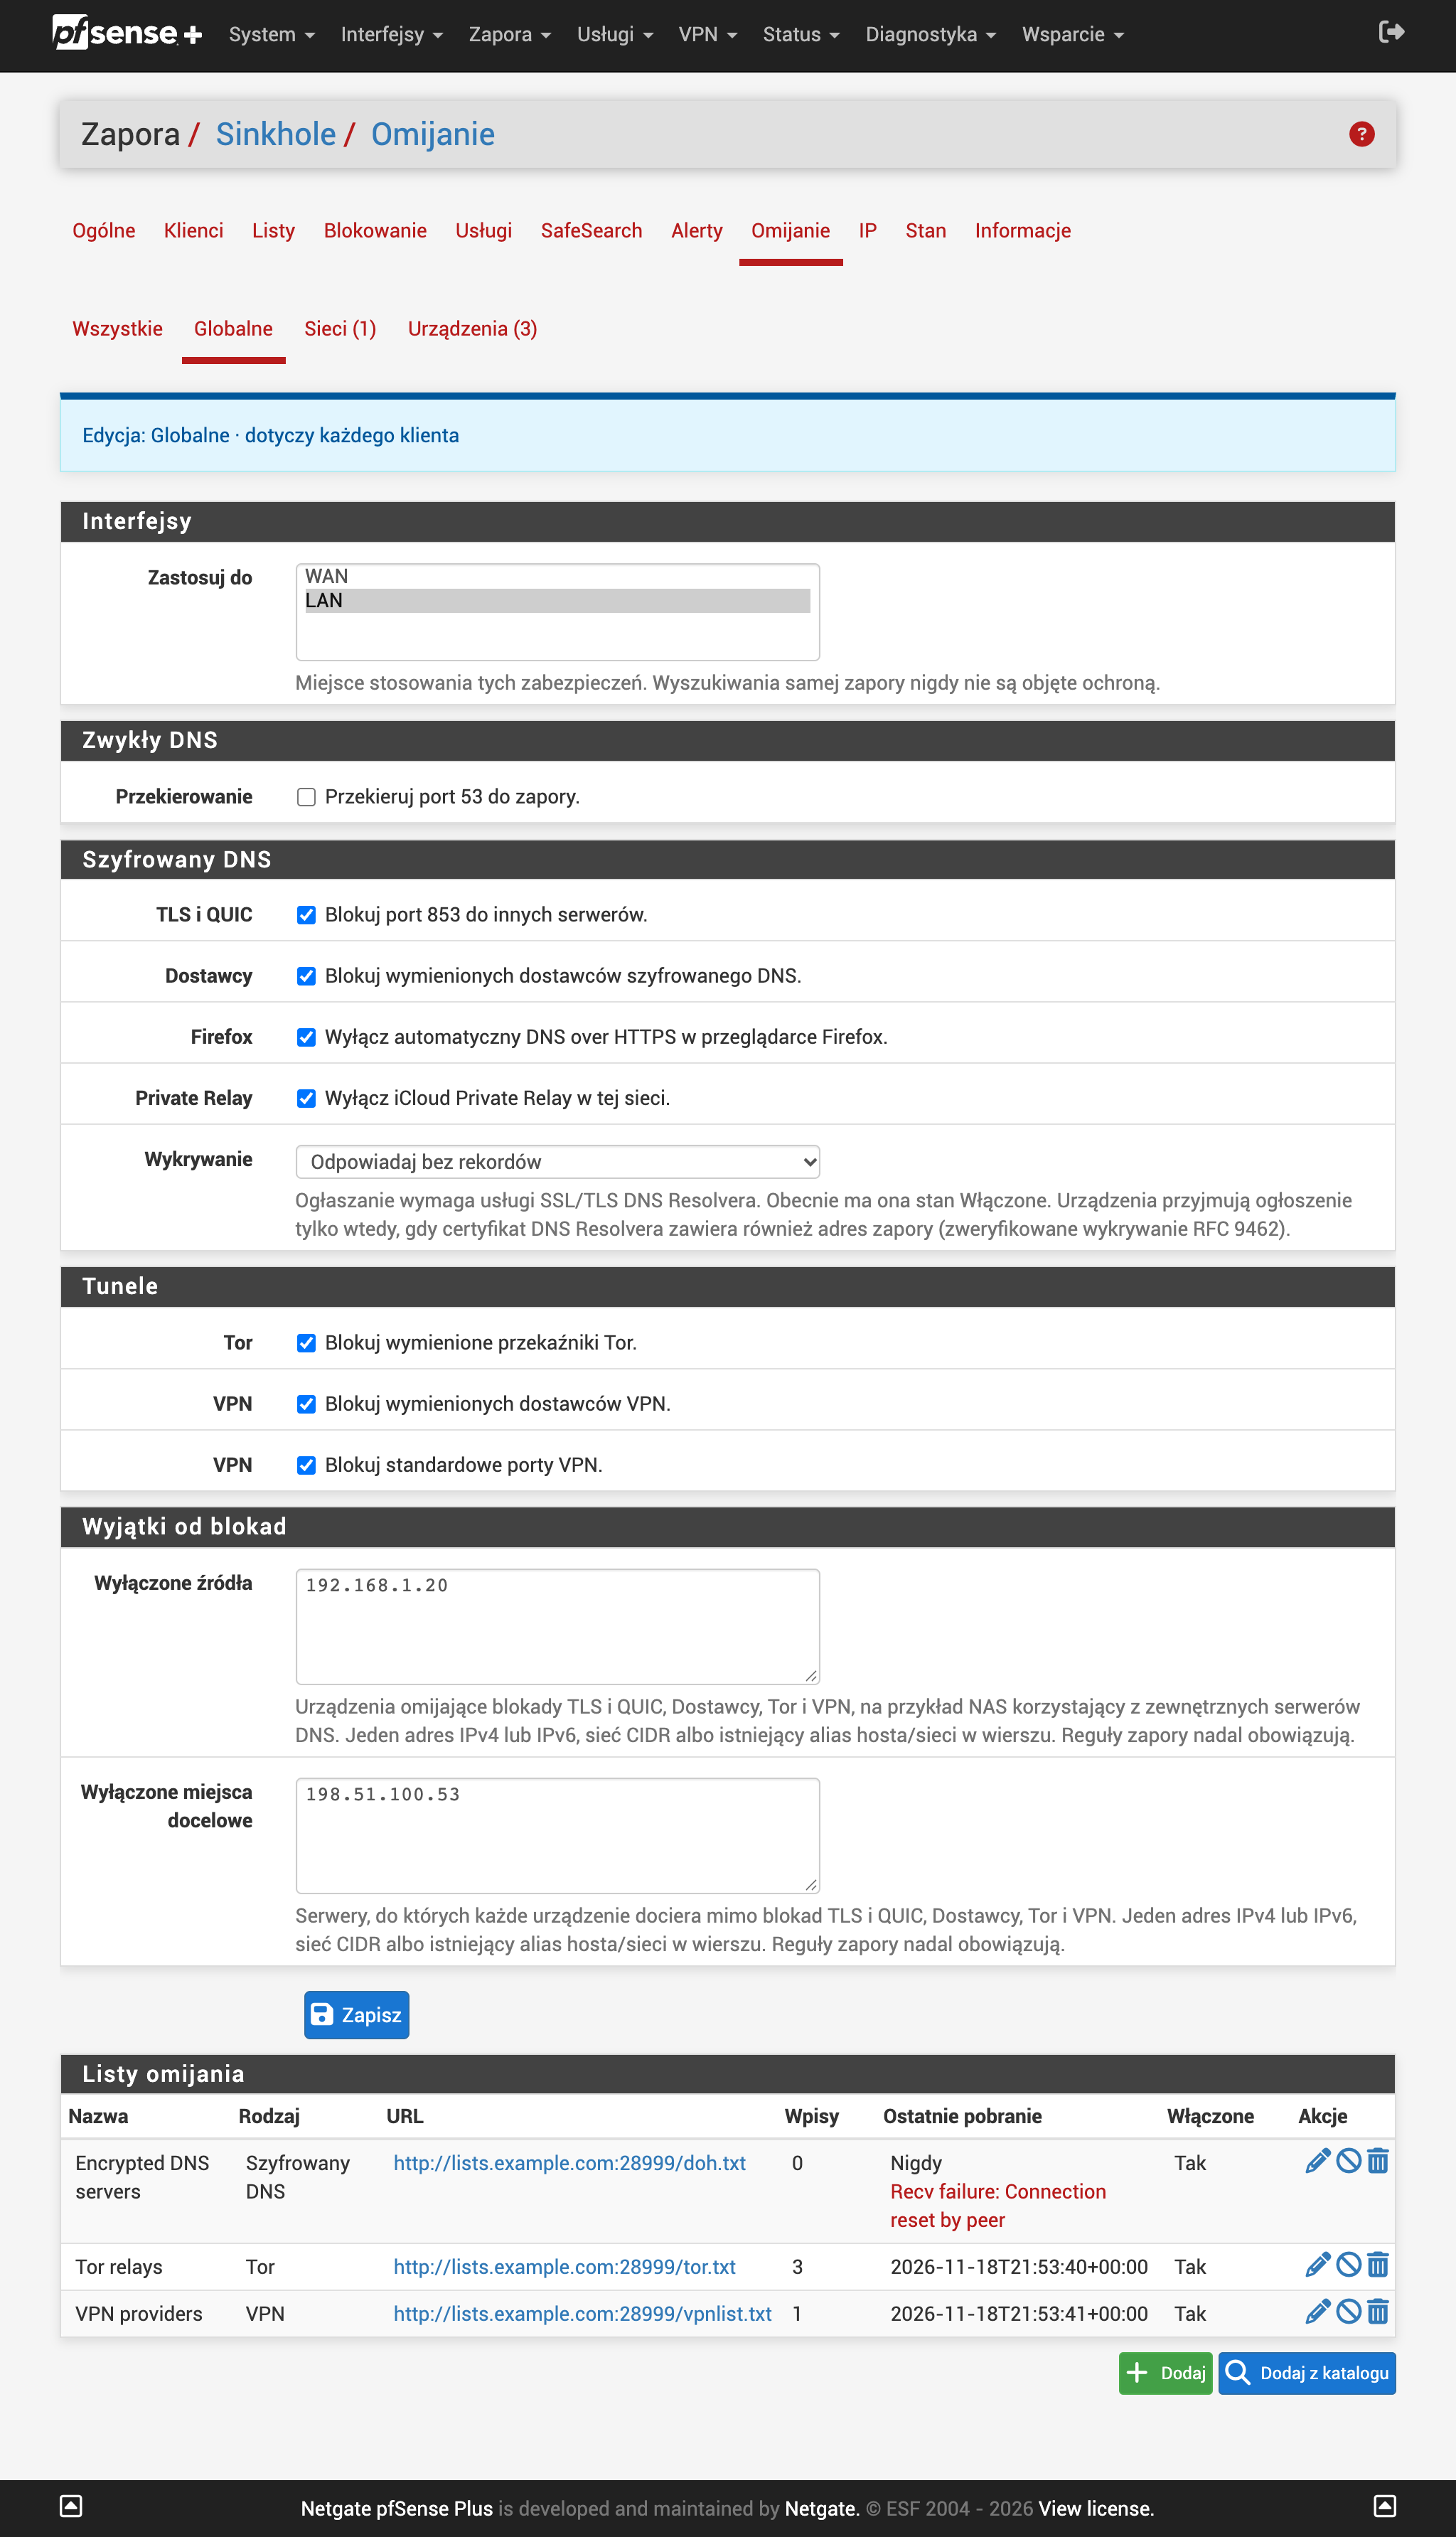 pfsense +
System Interfejsy Zapora Usługi VPN Status Diagnostyka Wsparcie
Zapora / Sinkhole / Omijanie
?
Ogólne Klienci Listy Blokowanie Usługi SafeSearch Alerty Omijanie IP Stan Informacje
Wszystkie Globalne Sieci (1) Urządzenia (3)
Edycja: Globalne · dotyczy każdego klienta
Interfejsy
Zastosuj do
WAN
LAN
Miejsce stosowania tych zabezpieczeń. Wyszukiwania samej zapory nigdy nie są objęte ochroną.
Zwykły DNS
Przekierowanie Przekieruj port 53 do zapory.
Szyfrowany DNS
TLS i QUIC Blokuj port 853 do innych serwerów.
Dostawcy Blokuj wymienionych dostawców szyfrowanego DNS.
Firefox Wyłącz automatyczny DNS over HTTPS w przeglądarce Firefox.
Private Relay Wyłącz iCloud Private Relay w tej sieci.
Wykrywanie Odpowiadaj bez rekordów
Ogłaszanie wymaga usługi SSL/TLS DNS Resolvera. Obecnie ma ona stan Włączone. Urządzenia przyjmują ogłoszenie
tylko wtedy, gdy certyfikat DNS Resolvera zawiera również adres zapory (zweryfikowane wykrywanie RFC 9462).
Tunele
Tor Blokuj wymienione przekaźniki Tor.
VPN Blokuj wymienionych dostawców VPN.
VPN Blokuj standardowe porty VPN.
Wyjątki od blokad
Wyłączone źródła 192.168.1.20
Urządzenia omijające blokady TLS i QUIC, Dostawcy, Tor i VPN, na przykład NAS korzystający z zewnętrznych serwerów
DNS. Jeden adres IPv4 lub IPv6, sieć CIDR albo istniejący alias hosta/sieci w wierszu. Reguły zapory nadal obowiązują.
Wyłączone miejsca docelowe 198.51.100.53
Serwery, do których każde urządzenie dociera mimo blokad TLS i QUIC, Dostawcy, Tor i VPN. Jeden adres IPv4 lub IPv6,
sieć CIDR albo istniejący alias hosta/sieci w wierszu. Reguły zapory nadal obowiązują.
Zapisz
Listy omijania
Nazwa Rodzaj URL Wpisy Ostatnie pobranie Włączone Akcje
Encrypted DNS servers Szyfrowany DNS http://lists.example.com:28999/doh.txt 0 Nigdy Recv failure: Connection reset by peer Tak
Tor relays Tor http://lists.example.com:28999/tor.txt 3 2026-11-18T21:53:40+00:00 Tak
VPN providers VPN http://lists.example.com:28999/vpnlist.txt 1 2026-11-18T21:53:41+00:00 Tak
Dodaj Dodaj z katalogu
Netgate pfSense Plus is developed and maintained by Netgate. © ESF 2004 - 2026 View license.